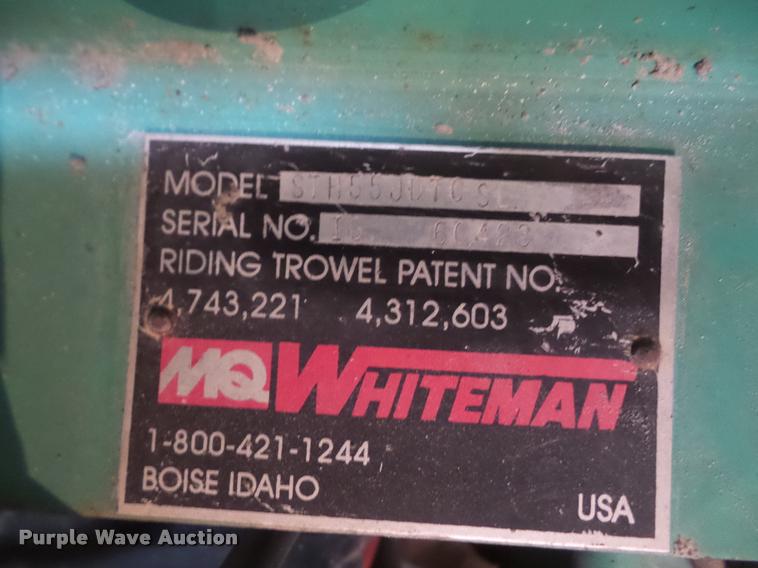 MODEL
SERIAL NO.
RIDING TROWEL PATENT NO.
4,743,221 4,312,603
MQ WHITEMAN
1-800-421-1244
BOISE IDAHO
USA
Purple Wave Auction